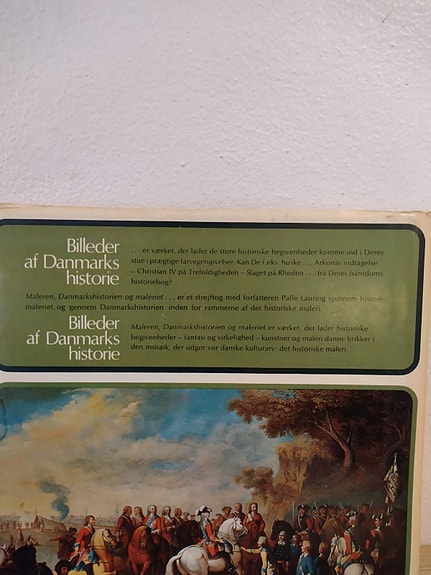 Billeder
af Danmarks
historie
... er værket, der lader de store historiske begivenheder komme ind i Deres
stue i prægtige farvegengivelser. Kan De f.eks. huske ... Arkonas indtagelse
– Christian IV på Trefoldigheden – Slaget på Rheden ... fra Deres barndoms
historiebog?
Maleren, Danmarkshistorien og maleriet ... er et strejftog med forfatteren Palle Lauring igennem historie
maleriet, og gennem Danmarkshistorien inden for rammerne af det historiske maleri.
Billeder
af Danmarks
historie
Maleren, Danmarkshistorien og maleriet er værket, der lader historiske
begivenheder – fantasi og virkelighed – kunstner og maleri danne brikker i
den mosaik, der udgør vor danske kulturarv: det historiske maleri.